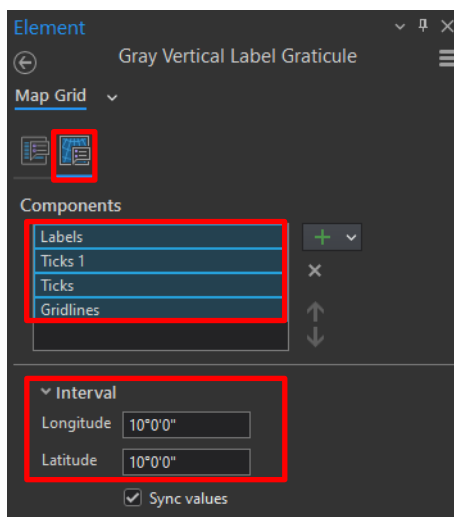 Element
Gray Vertical Label Graticule
Map Grid
Components
Labels
Ticks 1
Ticks
Gridlines
Interval
Longitude 10°0'0"
Latitude 10°0'0"
Sync values